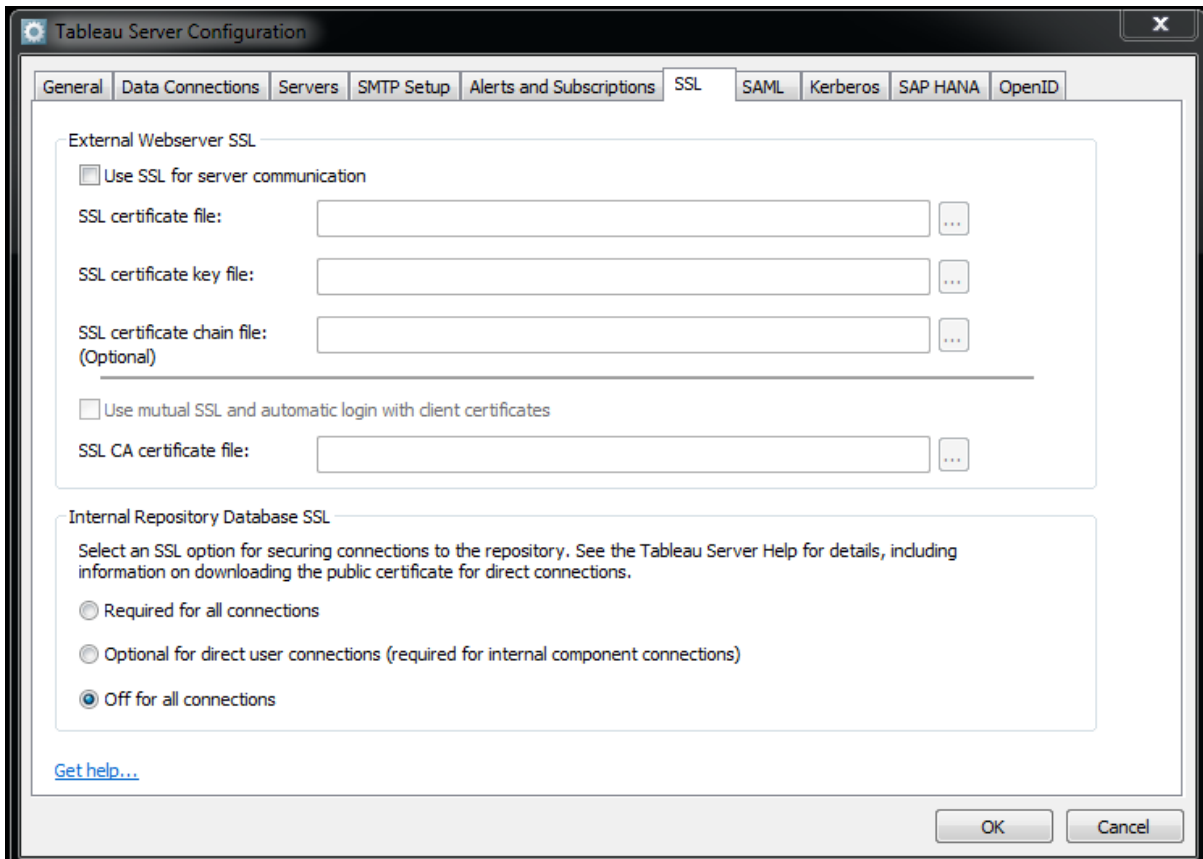 Tableau Server Configuration
x
General Data Connections Servers SMTP Setup Alerts and Subscriptions SSL SAML Kerberos SAP HANA OpenID
External Webserver SSL
Use SSL for server communication
SSL certificate file:
...
SSL certificate key file:
...
SSL certificate chain file:
(Optional)
...
Use mutual SSL and automatic login with client certificates
SSL CA certificate file:
...
Internal Repository Database SSL
Select an SSL option for securing connections to the repository. See the Tableau Server Help for details, including
information on downloading the public certificate for direct connections.
Required for all connections
Optional for direct user connections (required for internal component connections)
Off for all connections
Get help...
OK Cancel